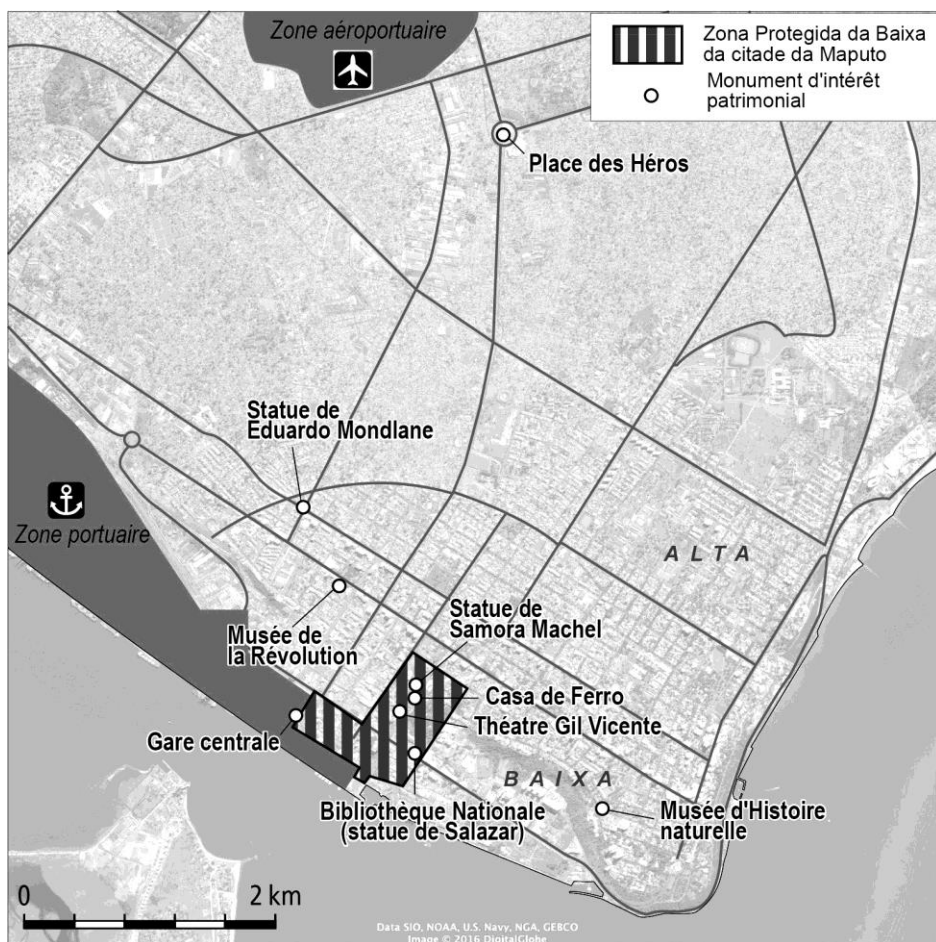 Zone aéroportuaire
Zona Protegida da Baixa
da citade da Maputo
Monument d'intérêt
patrimonial
Place des Héros
Statue de
Eduardo Mondlane
Zone portuaire
ALTA
Statue de
Samora Machel
Musée de
la Révolution
Casa de Ferro
Théatre Gil Vicente
Gare centrale
BAIXA
Bibliothèque Nationale
(statue de Salazar)
Musée d'Histoire
naturelle
0 2 km
Data SIO, NOAA, U.S. Navy, NGA, GEBCO
Image © 2016 DigitalGlobe